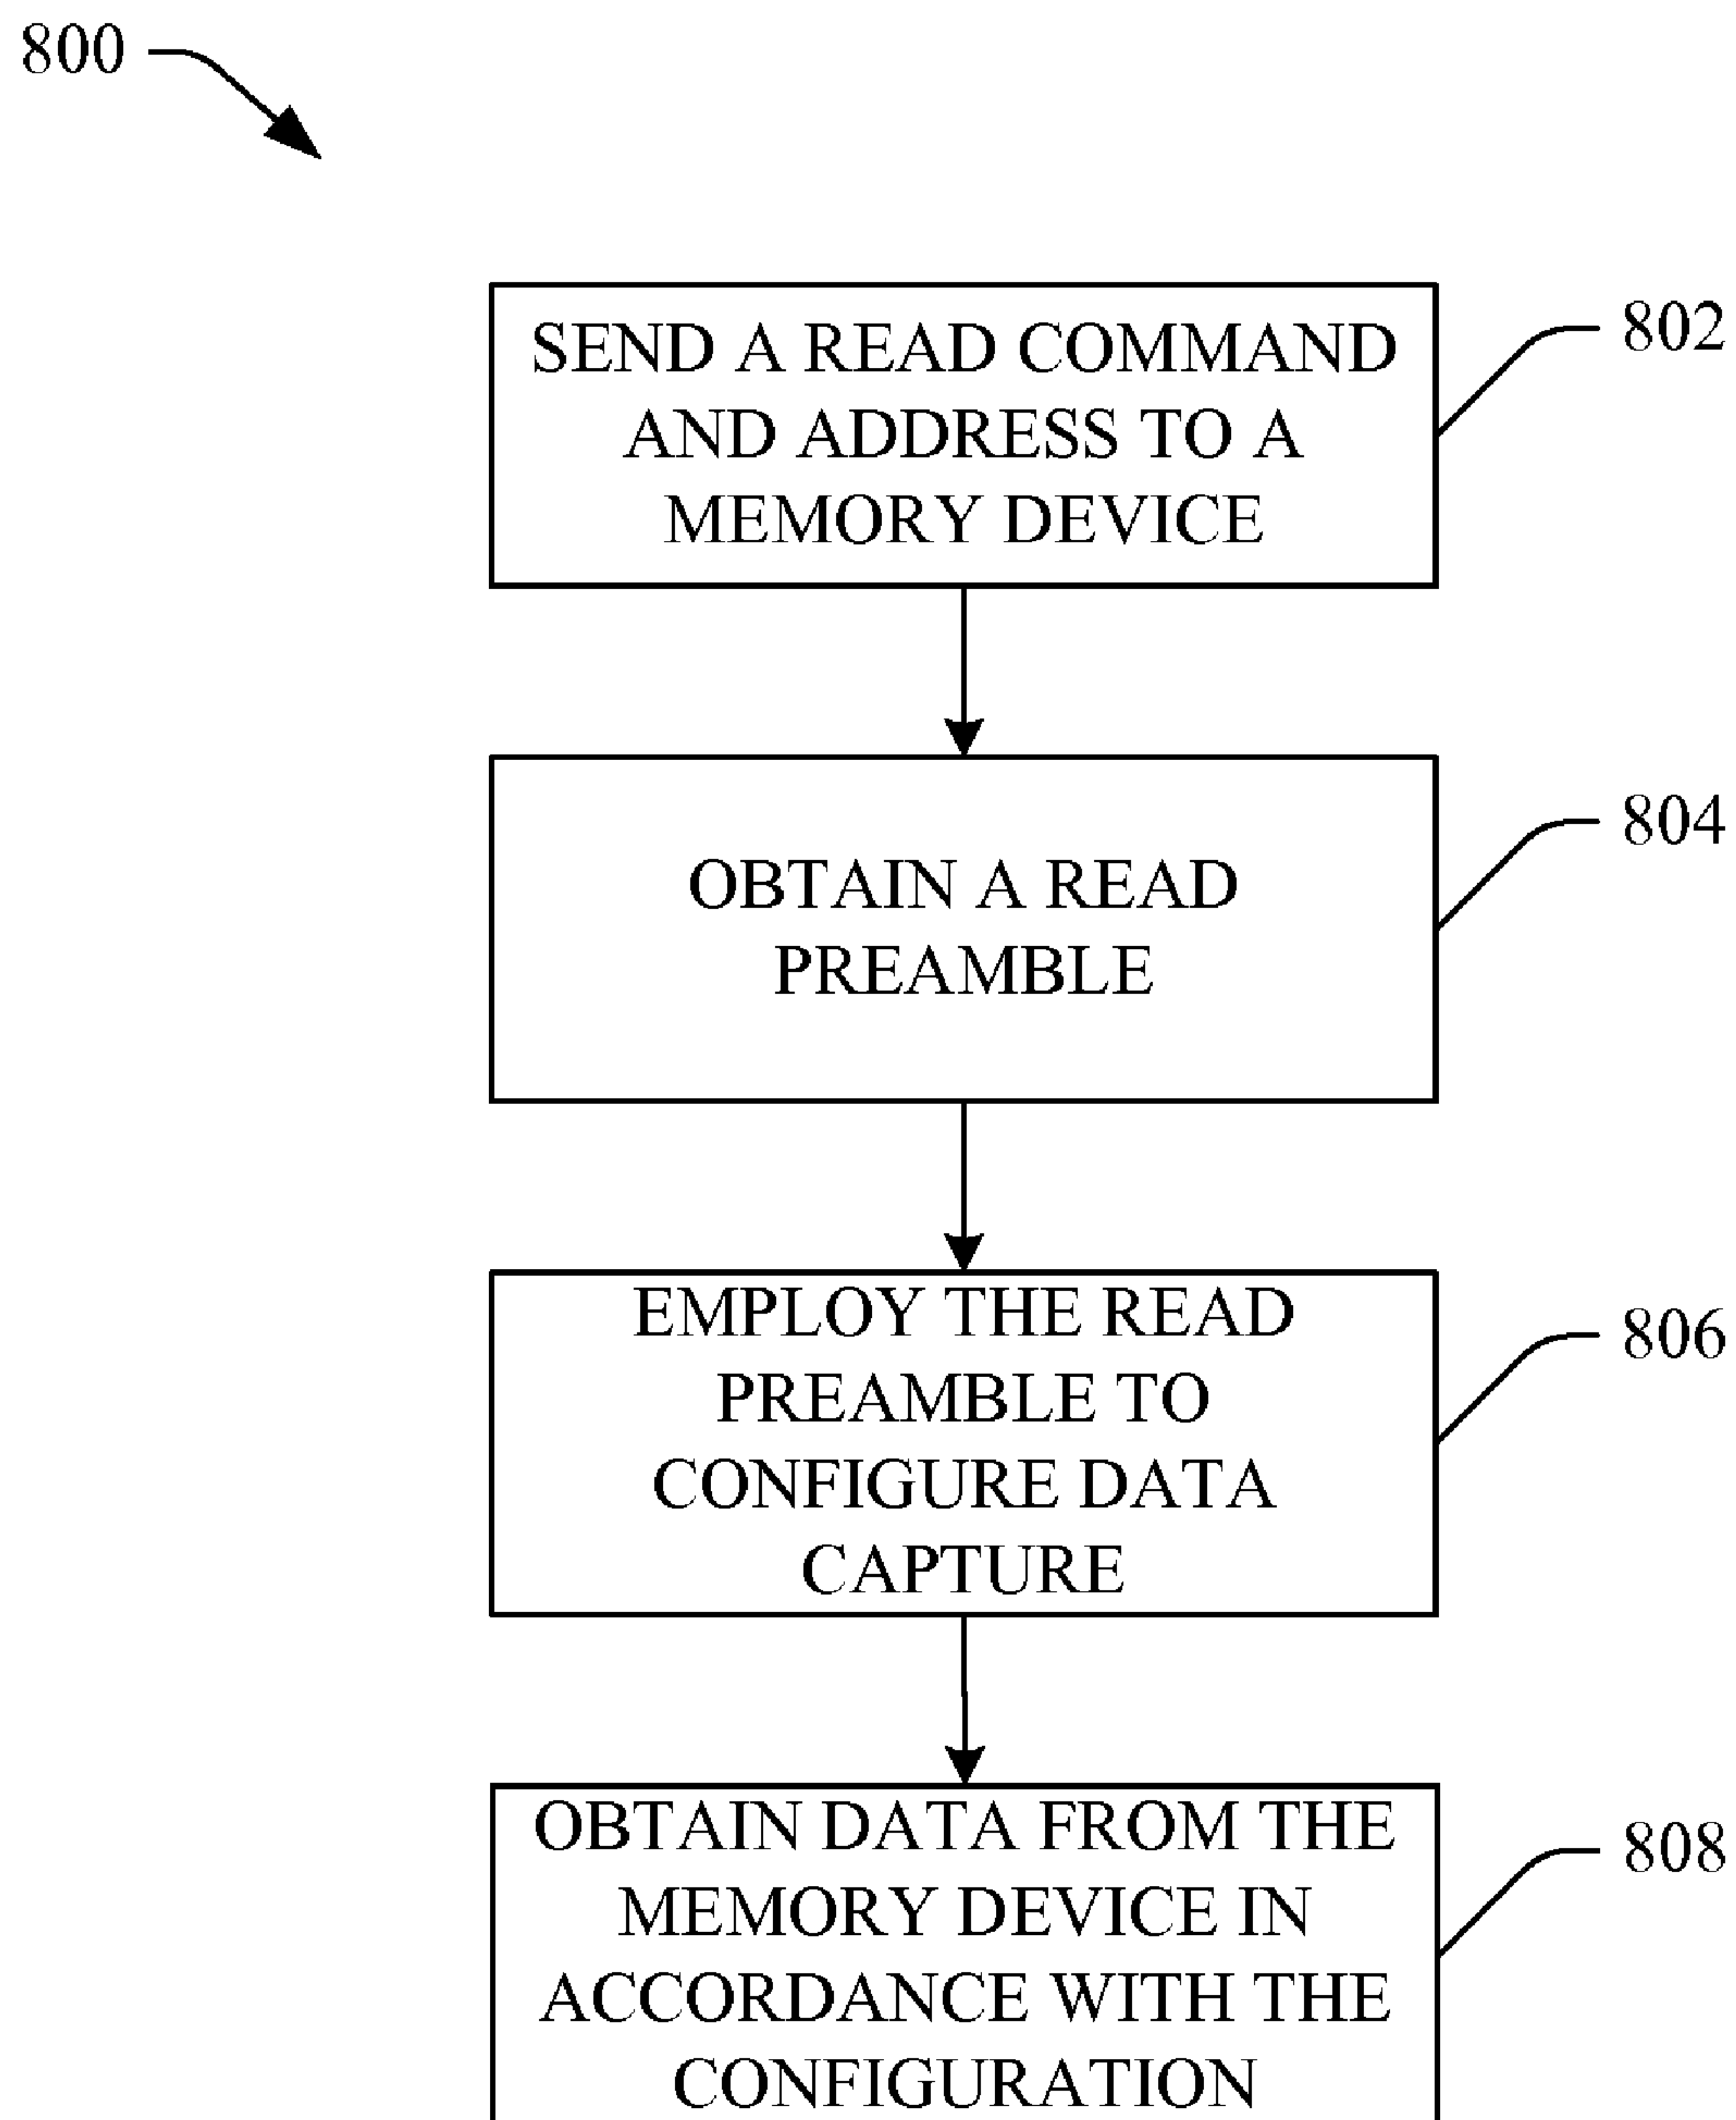 800
SEND A READ COMMAND
AND ADDRESS TO A
MEMORY DEVICE
802
OBTAIN A READ
PREAMBLE
804
EMPLOY THE READ
PREAMBLE TO
CONFIGURE DATA
CAPTURE
806
OBTAIN DATA FROM THE
MEMORY DEVICE IN
ACCORDANCE WITH THE
CONFIGURATION
808